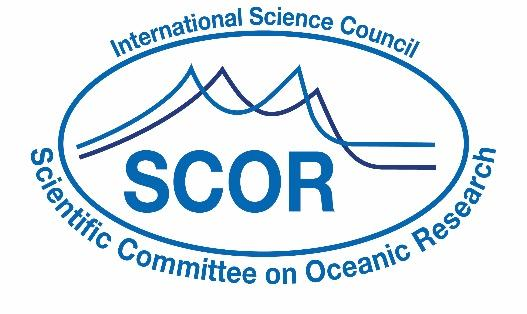 International Science Council
SCOR
Scientific Committee on Oceanic Research